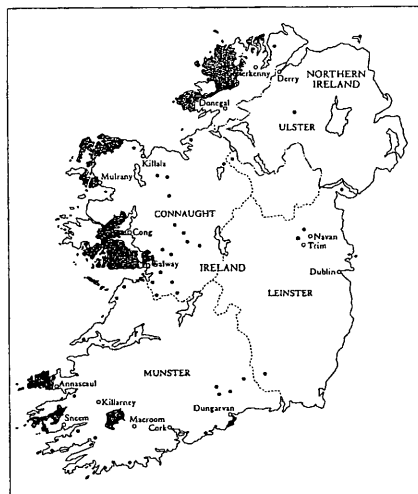 NORTHERN
IRELAND
Derry
Donegal
ULSTER
Killala
Mulrany
CONNAUGHT
Cong
Galway
IRELAND
Navan
Trim
Dublin
LEINSTER
MUNSTER
Annascaul
Killarney
Sneem
Macroom
Cork
Dungarvan